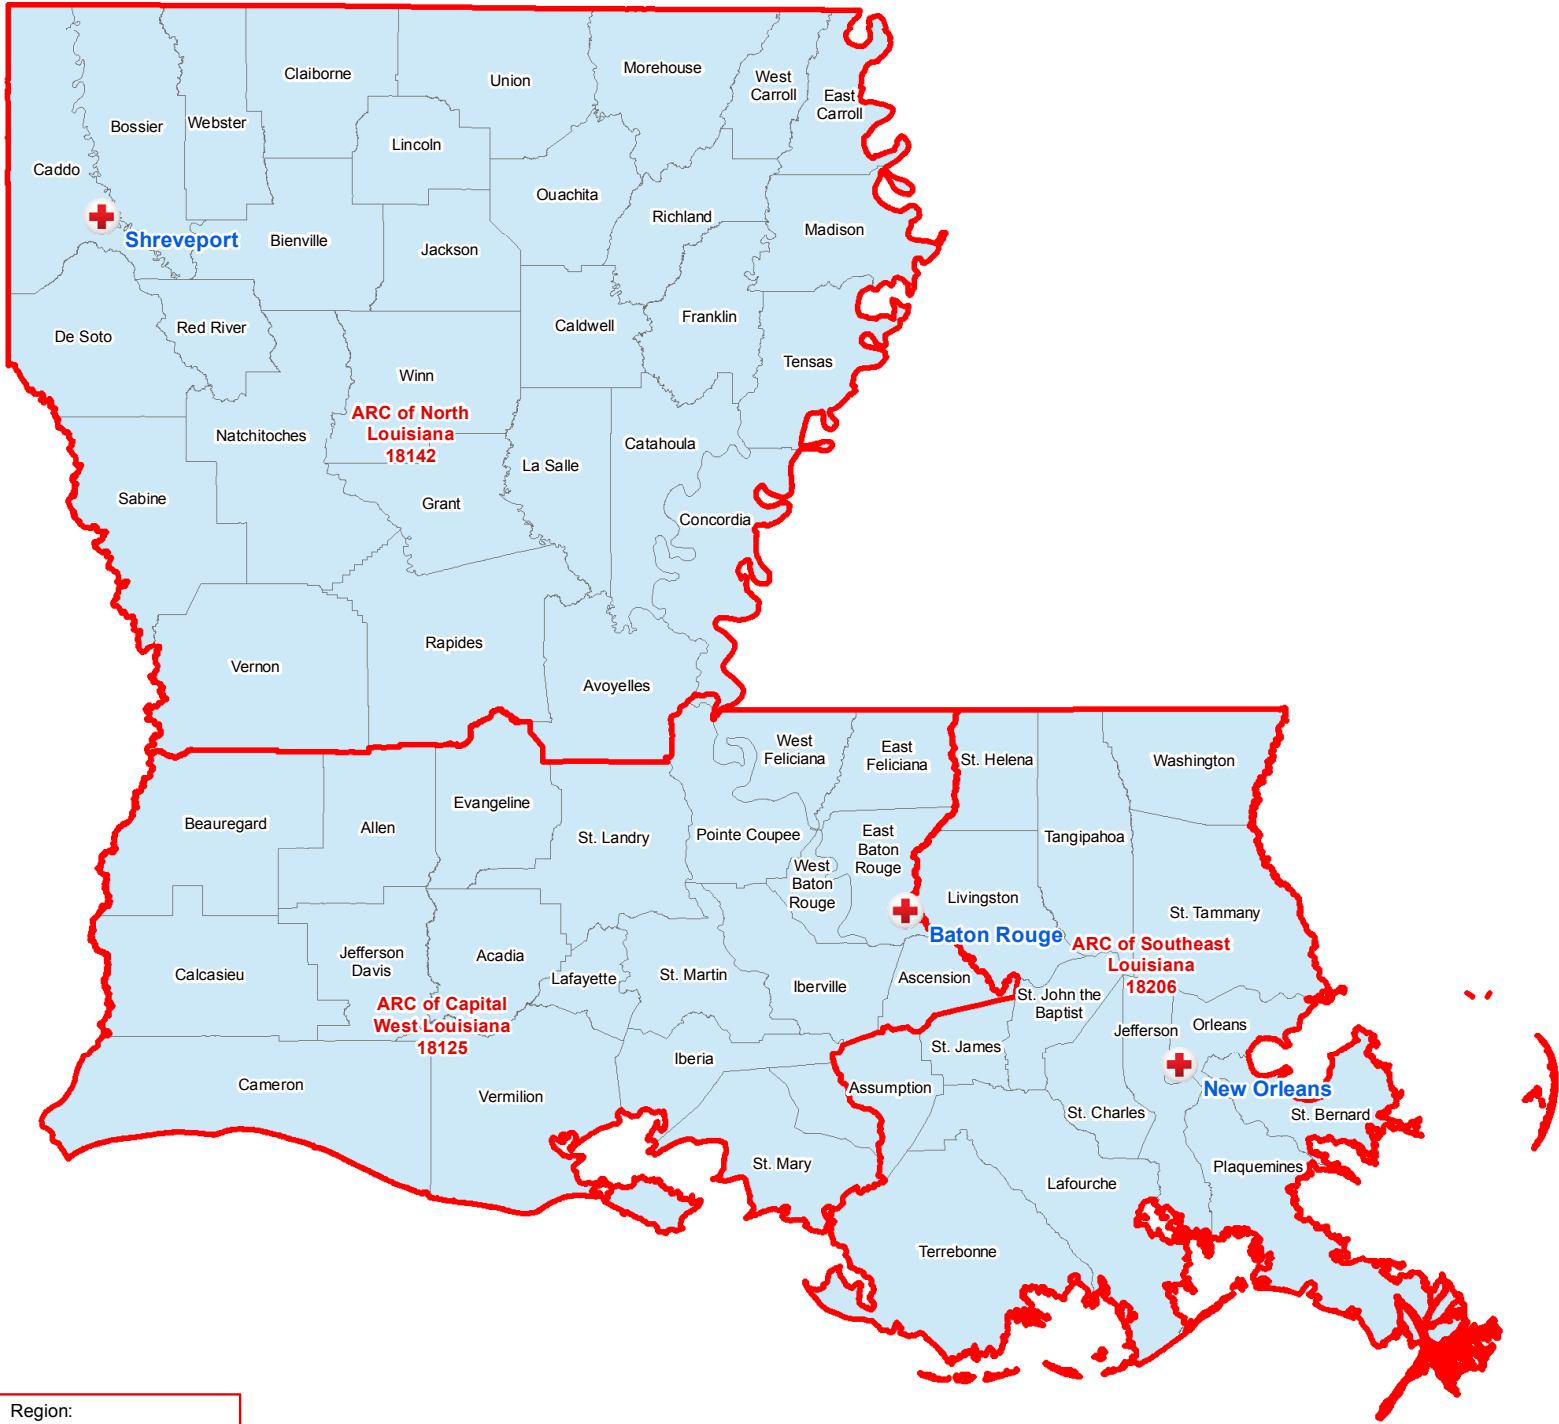 Claiborne
Union
Morehouse
West
Carroll
East
Carroll
Bossier
Webster
Lincoln
Caddo
Ouachita
Richland
Madison
Shreveport
Bienville
Jackson
De Soto
Red River
Caldwell
Franklin
Tensas
Winn
ARC of North
Louisiana
18142
Natchitoches
Catahoula
La Salle
Sabine
Grant
Concordia
Rapides
Vernon
Avoyelles
West
Feliciana
East
Feliciana
St. Helena
Washington
Evangeline
Beauregard
Allen
St. Landry
Pointe Coupee
East
Baton
Rouge
Tangipahoa
West
Baton
Rouge
Livingston
St. Tammany
Baton Rouge
ARC of Southeast
Louisiana
18206
Jefferson
Davis
Acadia
Calcasieu
Lafayette
St. Martin
Iberville
Ascension
St. John the
Baptist
ARC of Capital
West Louisiana
18125
Jefferson
Orleans
St. James
Iberia
Cameron
Vermilion
Assumption
New Orleans
St. Charles
St. Bernard
St. Mary
Plaquemines
Lafourche
Terrebonne
Region: